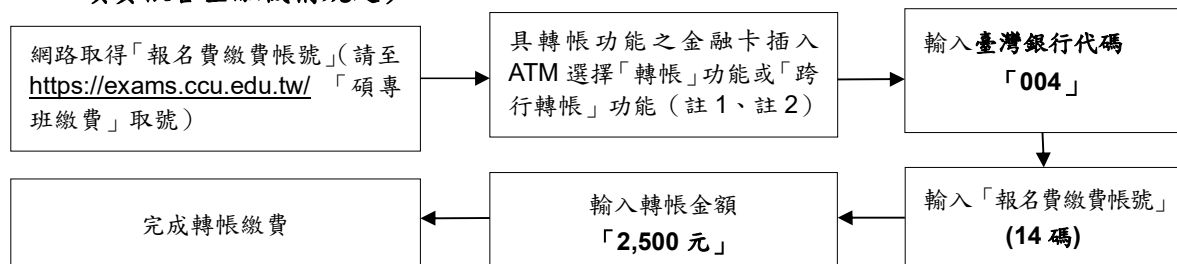 網路取得「報名費繳費帳號」(請至
https://exams.ccu.edu.tw/ 「碩專
班繳費」取號)
具轉帳功能之金融卡插入
ATM 選擇「轉帳」功能或「跨
行轉帳」功能(註 1、註 2)
輸入臺灣銀行代碼
「004」
輸入「報名費繳費帳號」
(14 碼)
輸入轉帳金額
「2,500 元」
完成轉帳繳費